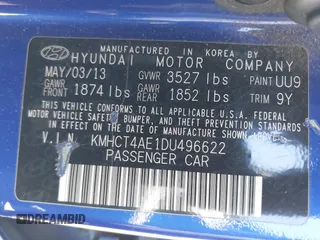 MANUFACTURED IN KOREA BY
HYUNDAI MOTOR COMPANY
MAY/03/13 GVWR 3527 lbs PAINT UU9
GAWR FRONT 1874 lbs GAWR REAR 1852 lbs TRIM 9Y
THIS VEHICLE CONFORMS TO ALL APPLICABLE U.S. FEDERAL
MOTOR VEHICLE SAFETY, BUMPER, AND THEFT
PREVENTION STANDARDS IN EFFECT ON THE DATE
OF MANUFACTURE SHOWN ABOVE
V.I.N KMHCT4AE1DU496622
PASSENGER CAR
DREAMBID